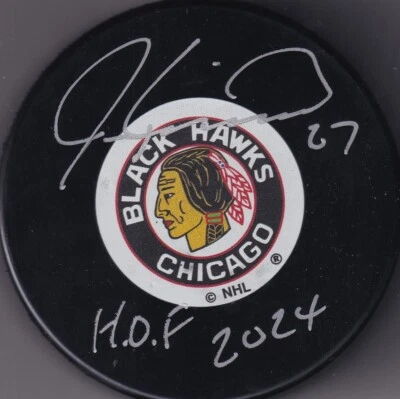 27
BLACK HAWKS
CHICAGO
®
© NHL
H.O.F 2024